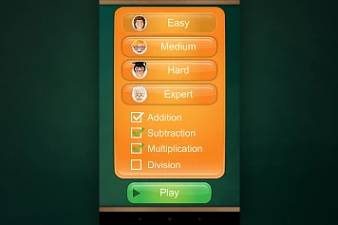 Easy
Medium
Hard
Expert
Addition
Subtraction
Multiplication
Division
Play